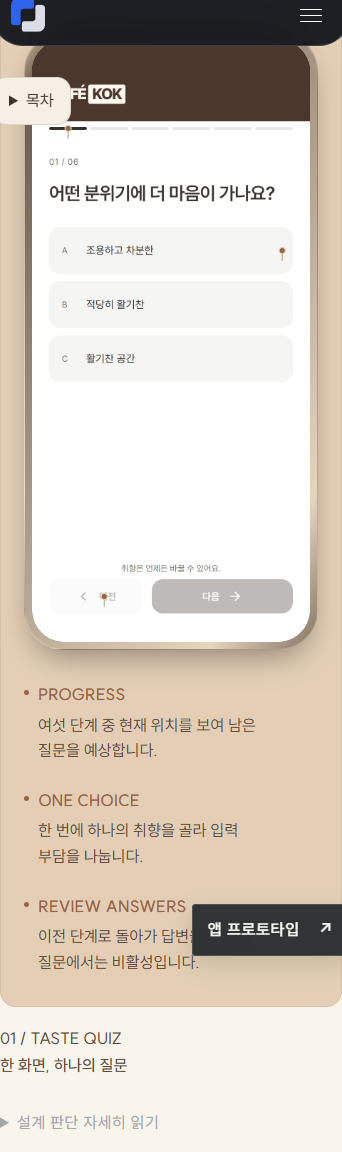 FÉ KOK
▶ 목차
01 / 06
어떤 분위기에 더 마음이 가나요?
A 조용하고 차분한
B 적당히 활기찬
C 활기찬 공간
취향은 언제든 바꿀 수 있어요.
전
다음 →
• PROGRESS
여섯 단계 중 현재 위치를 보여 남은
질문을 예상합니다.
• ONE CHOICE
한 번에 하나의 취향을 골라 입력
부담을 나눕니다.
• REVIEW ANSWERS
이전 단계로 돌아가 답변
앱 프로토타입 ↗
질문에서는 비활성입니다.
01 / TASTE QUIZ
한 화면, 하나의 질문
▶ 설계 판단 자세히 읽기